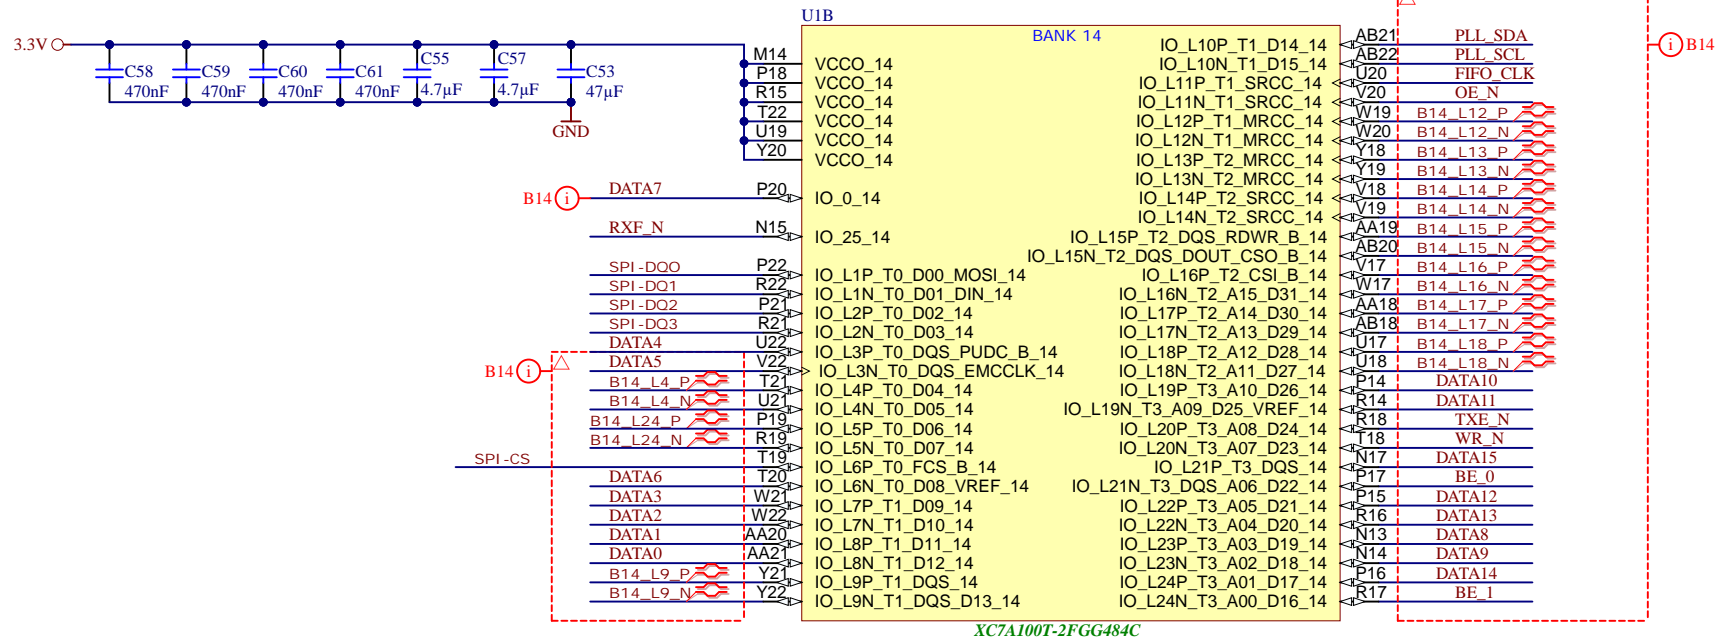 U1B
BANK 14
3.3V
C58
470nF
C59
470nF
C60
470nF
C61
470nF
C55
4.7µF
C57
4.7µF
C53
47µF
GND
M14 VCCO_14
P18 VCCO_14
R15 VCCO_14
T22 VCCO_14
U19 VCCO_14
Y20 VCCO_14
B14 i DATA7 P20 IO_0_14
RXF_N N15 IO_25_14
SPI-DQ0 P22 IO_L1P_T0_D00_MOSI_14
SPI-DQ1 R22 IO_L1N_T0_D01_DIN_14
SPI-DQ2 P21 IO_L2P_T0_D02_14
SPI-DQ3 R21 IO_L2N_T0_D03_14
DATA4 U22 IO_L3P_T0_DQS_PUDC_B_14
B14 i DATA5 V22 IO_L3N_T0_DQS_EMCCLK_14
B14_L4_P T21 IO_L4P_T0_D04_14
B14_L4_N U21 IO_L4N_T0_D05_14
B14_L24_P P19 IO_L5P_T0_D06_14
B14_L24_N R19 IO_L5N_T0_D07_14
SPI-CS T19 IO_L6P_T0_FCS_B_14
DATA6 T20 IO_L6N_T0_D08_VREF_14
DATA3 W21 IO_L7P_T1_D09_14
DATA2 W22 IO_L7N_T1_D10_14
DATA1 AA20 IO_L8P_T1_D11_14
DATA0 AA21 IO_L8N_T1_D12_14
B14_L9_P Y21 IO_L9P_T1_DQS_14
B14_L9_N Y22 IO_L9N_T1_DQS_D13_14
IO_L10P_T1_D14_14 AB21 PLL_SDA
i B14
IO_L10N_T1_D15_14 AB22 PLL_SCL
IO_L11P_T1_SRCC_14 U20 FIFO_CLK
IO_L11N_T1_SRCC_14 V20 OE_N
IO_L12P_T1_MRCC_14 W19 B14_L12_P
IO_L12N_T1_MRCC_14 W20 B14_L12_N
IO_L13P_T2_MRCC_14 Y18 B14_L13_P
IO_L13N_T2_MRCC_14 Y19 B14_L13_N
IO_L14P_T2_SRCC_14 V18 B14_L14_P
IO_L14N_T2_SRCC_14 V19 B14_L14_N
IO_L15P_T2_DQS_RDWR_B_14 AA19 B14_L15_P
IO_L15N_T2_DQS_DOUT_CSO_B_14 AB20 B14_L15_N
IO_L16P_T2_CSI_B_14 V17 B14_L16_P
IO_L16N_T2_A15_D31_14 W17 B14_L16_N
IO_L17P_T2_A14_D30_14 AA18 B14_L17_P
IO_L17N_T2_A13_D29_14 AB18 B14_L17_N
IO_L18P_T2_A12_D28_14 U17 B14_L18_P
IO_L18N_T2_A11_D27_14 U18 B14_L18_N
IO_L19P_T3_A10_D26_14 P14 DATA10
IO_L19N_T3_A09_D25_VREF_14 R14 DATA11
IO_L20P_T3_A08_D24_14 R18 TXE_N
IO_L20N_T3_A07_D23_14 T18 WR_N
IO_L21P_T3_DQS_14 N17 DATA15
IO_L21N_T3_DQS_A06_D22_14 P17 BE_0
IO_L22P_T3_A05_D21_14 P15 DATA12
IO_L22N_T3_A04_D20_14 R16 DATA13
IO_L23P_T3_A03_D19_14 N13 DATA8
IO_L23N_T3_A02_D18_14 N14 DATA9
IO_L24P_T3_A01_D17_14 P16 DATA14
IO_L24N_T3_A00_D16_14 R17 BE_1
XC7A100T-2FGG484C